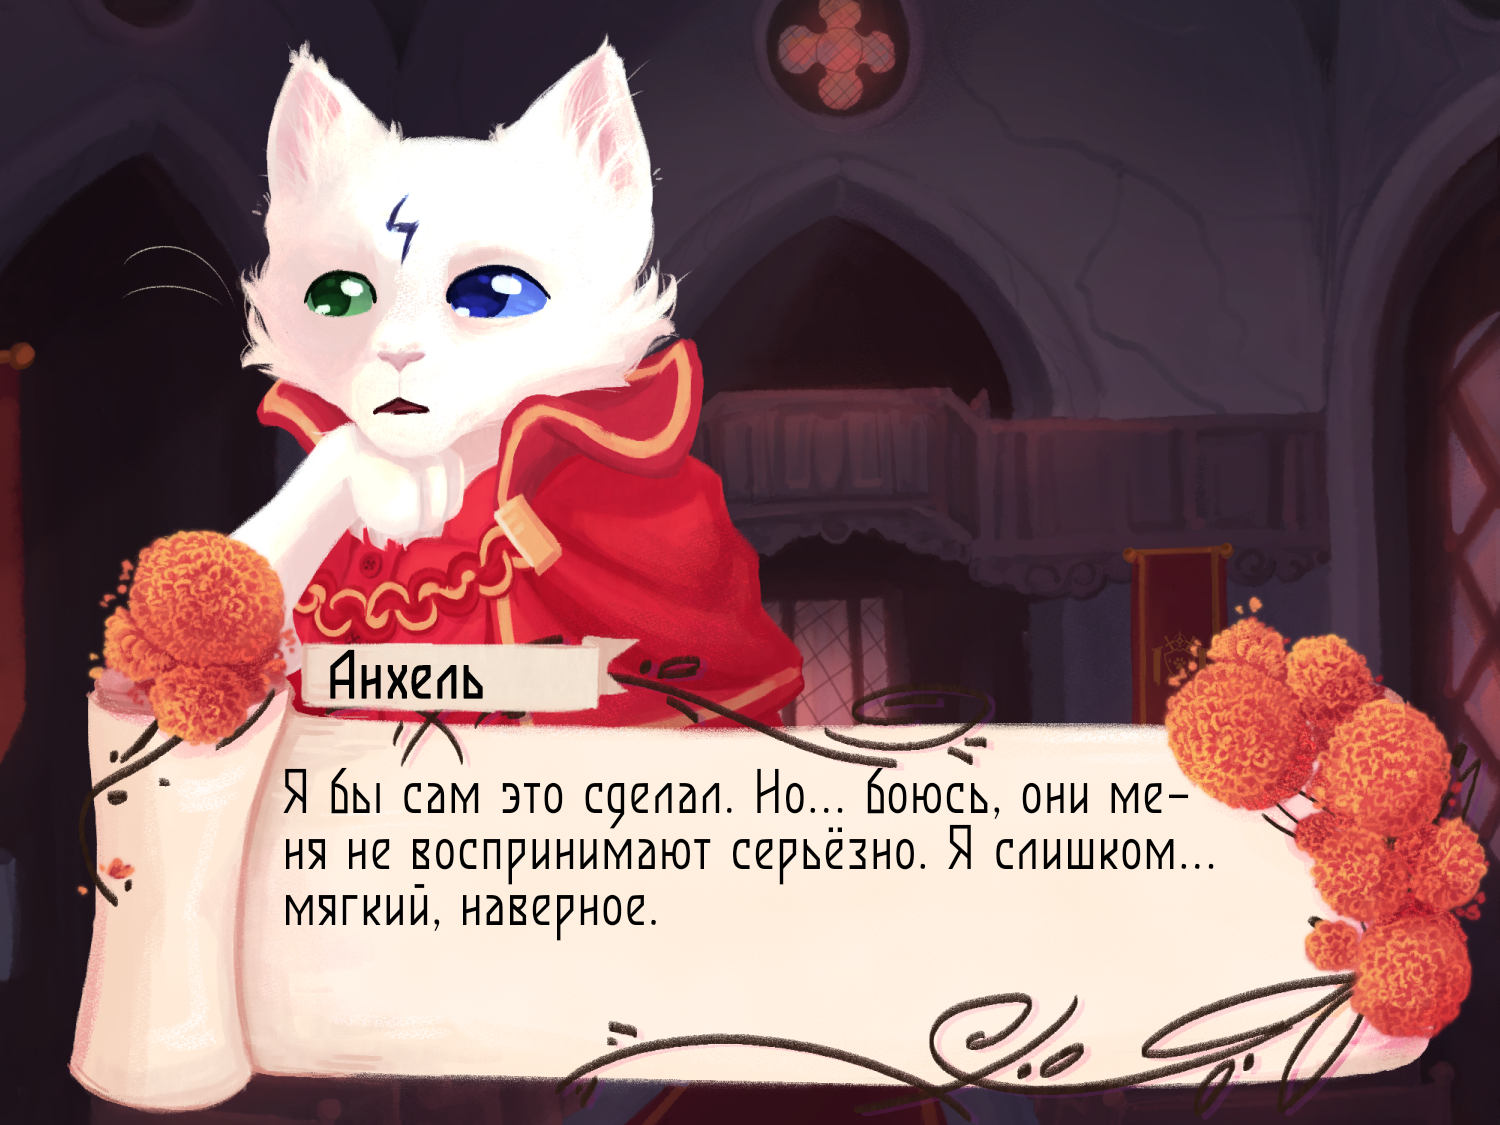 Анхель
Я бы сам это сделал. Но... боюсь, они ме-
ня не воспринимают серьёзно. Я слишком...
мягкий, наверное.